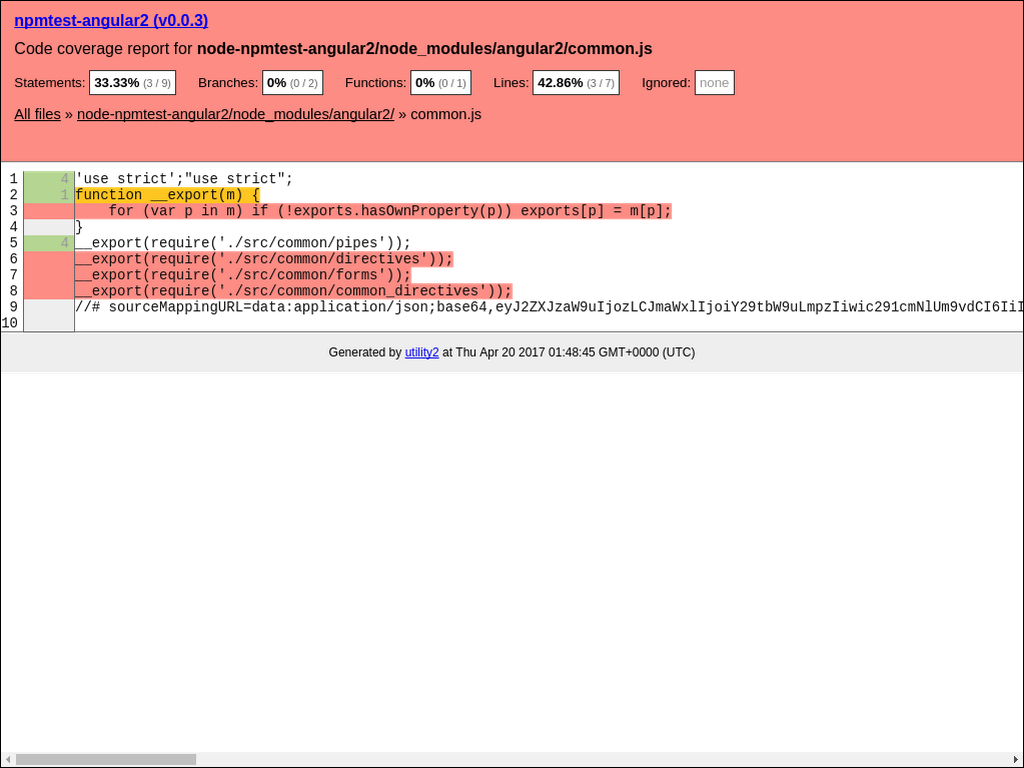 npmtest-angular2 (v0.0.3)
Code coverage report for node-npmtest-angular2/node_modules/angular2/common.js
Statements: 33.33% (3 / 9) Branches: 0% (0 / 2) Functions: 0% (0 / 1) Lines: 42.86% (3 / 7) Ignored: none
All files » node-npmtest-angular2/node_modules/angular2/ » common.js
1 4 'use strict';"use strict";
2 1 function __export(m) {
3 for (var p in m) if (!exports.hasOwnProperty(p)) exports[p] = m[p];
4 }
5 4 __export(require('./src/common/pipes'));
6 __export(require('./src/common/directives'));
7 __export(require('./src/common/forms'));
8 __export(require('./src/common/common_directives'));
9 //# sourceMappingURL=data:application/json;base64,eyJ2ZXJzaW9uIjozLCJmaWxlIjoiY29tbW9uLmpzIiwic291cmNlUm9vdCI6IiI
10
Generated by utility2 at Thu Apr 20 2017 01:48:45 GMT+0000 (UTC)